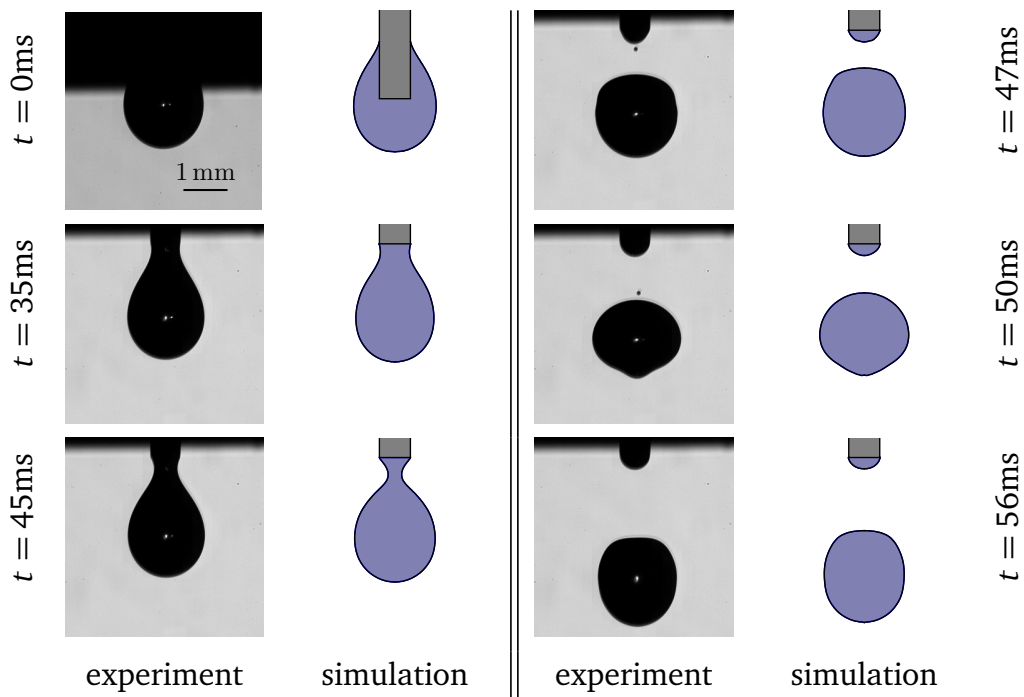 t = 0ms
1 mm
t = 35ms
t = 45ms
experiment
simulation
t = 47ms
t = 50ms
t = 56ms
experiment
simulation